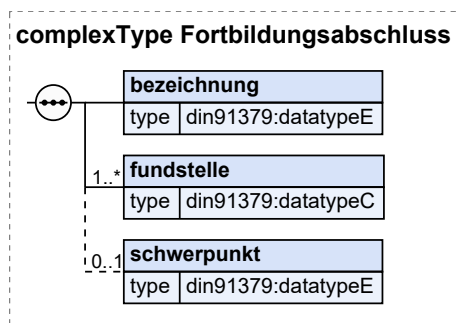 complexType Fortbildungsabschluss
bezeichnung
type din91379:datatypeE
1..* fundstelle
type din91379:datatypeC
0..1 schwerpunkt
type din91379:datatypeE